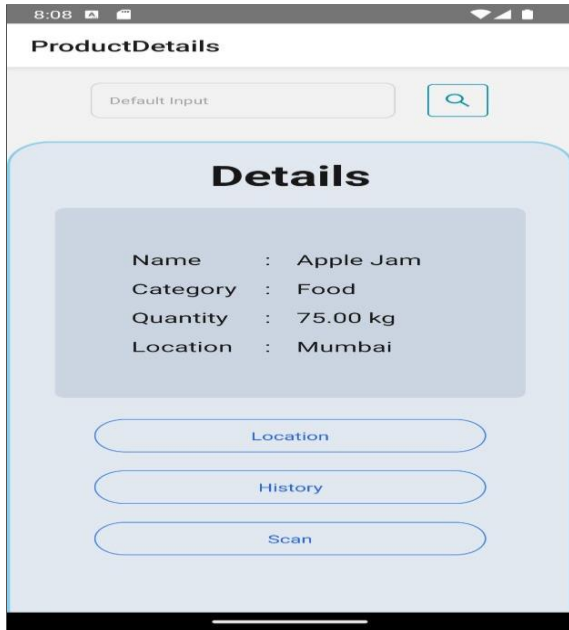 8:08
ProductDetails
Default Input
Details
Name : Apple Jam
Category : Food
Quantity : 75.00 kg
Location : Mumbai
Location
History
Scan